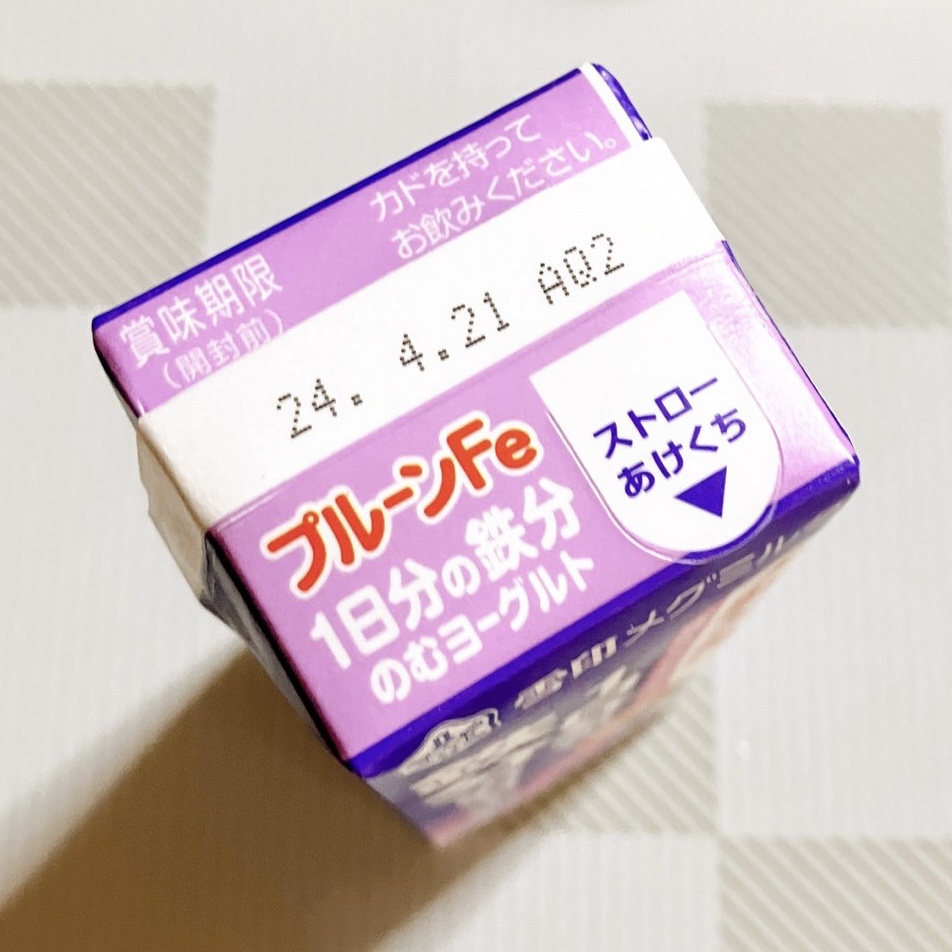 カドを持って
お飲みください。
賞味期限
(開封前)
24. 4.21 AQ2
ストロー
あけくち
プルーンFe
1日分の鉄分
のむヨーグルト
雪印メグミルク